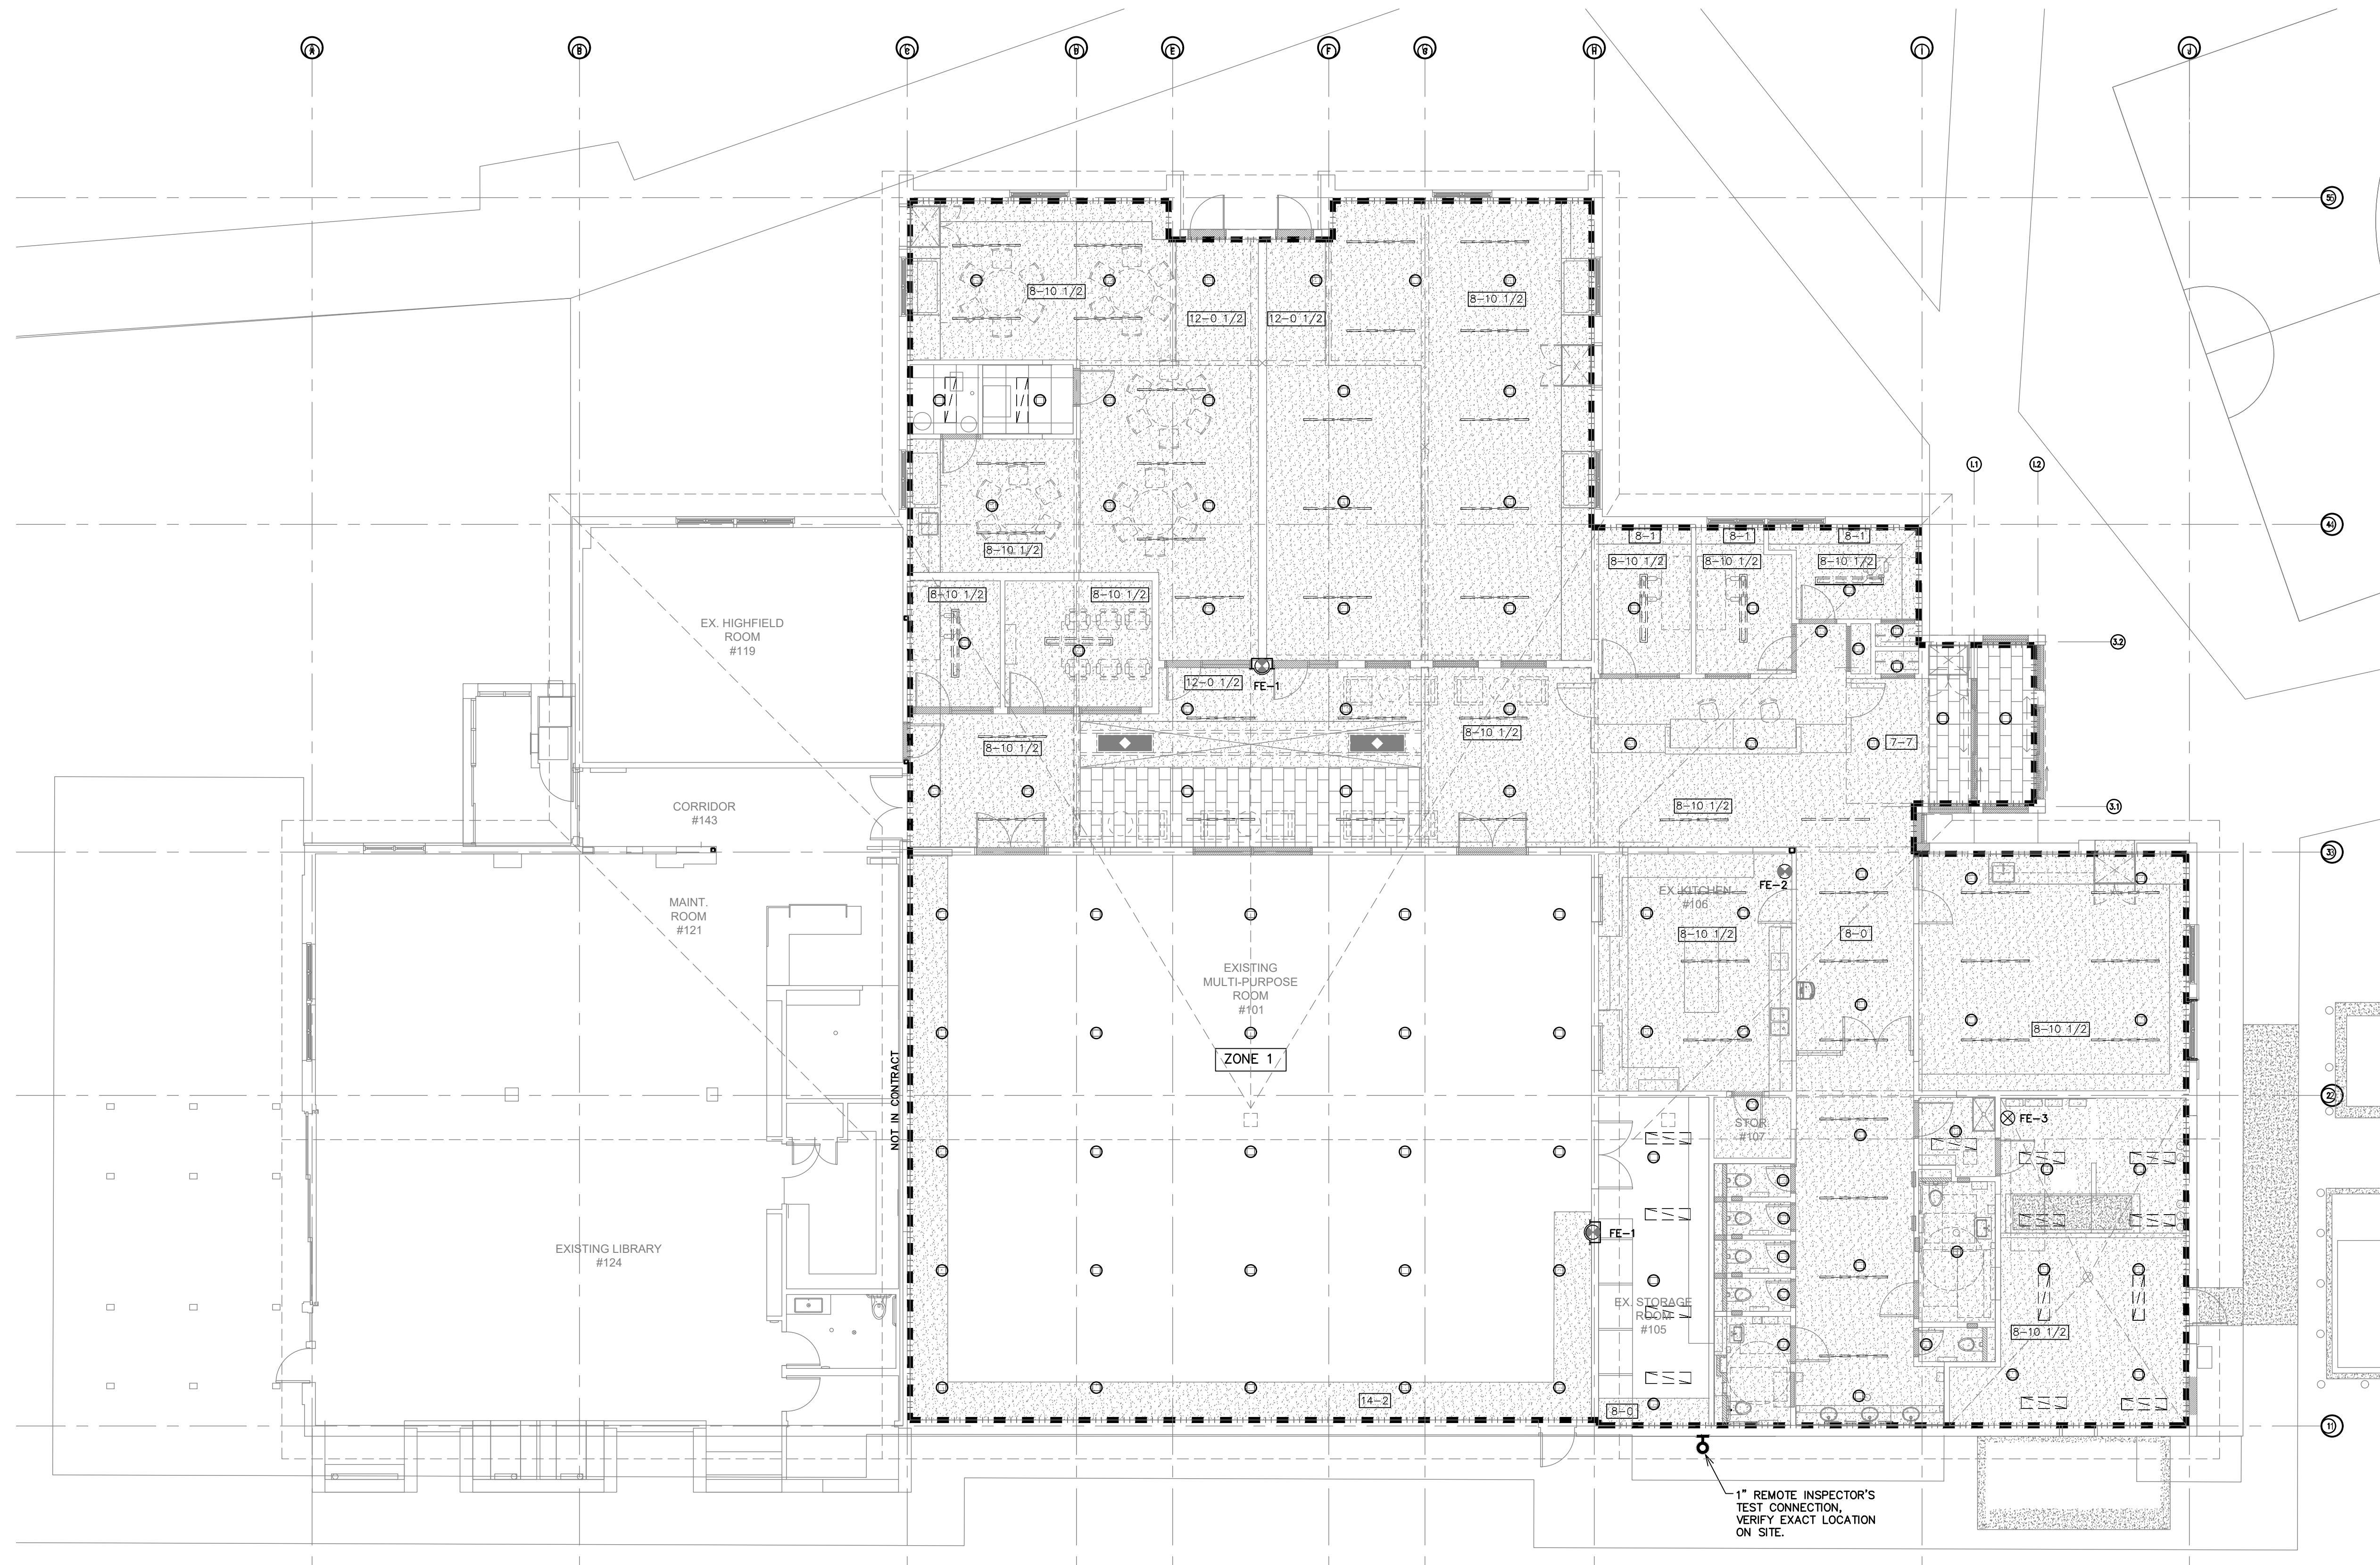 A
B
C
D
E
F
G
H
I
J
5
8-10 1/2
12-0 1/2
12-0 1/2
8-10 1/2
L1
L2
4
8-1
8-1
8-1
8-10 1/2
8-10 1/2
8-10 1/2
8-10 1/2
8-10 1/2
8-10 1/2
EX. HIGHFIELD
ROOM
#119
3.2
12-0 1/2
FE-1
8-10 1/2
8-10 1/2
7-7
CORRIDOR
#143
8-10 1/2
3.1
3
MAINT.
ROOM
#121
EX. KITCHEN
#106
FE-2
8-10 1/2
8-0
EXISTING
MULTI-PURPOSE
ROOM
#101
ZONE 1
8-10 1/2
NOT IN CONTRACT
2
STOR.
#107
FE-3
EXISTING LIBRARY
#124
FE-1
EX. STORAGE
ROOM
#105
8-10 1/2
14-2
8-0
1
1" REMOTE INSPECTOR'S
TEST CONNECTION,
VERIFY EXACT LOCATION
ON SITE.